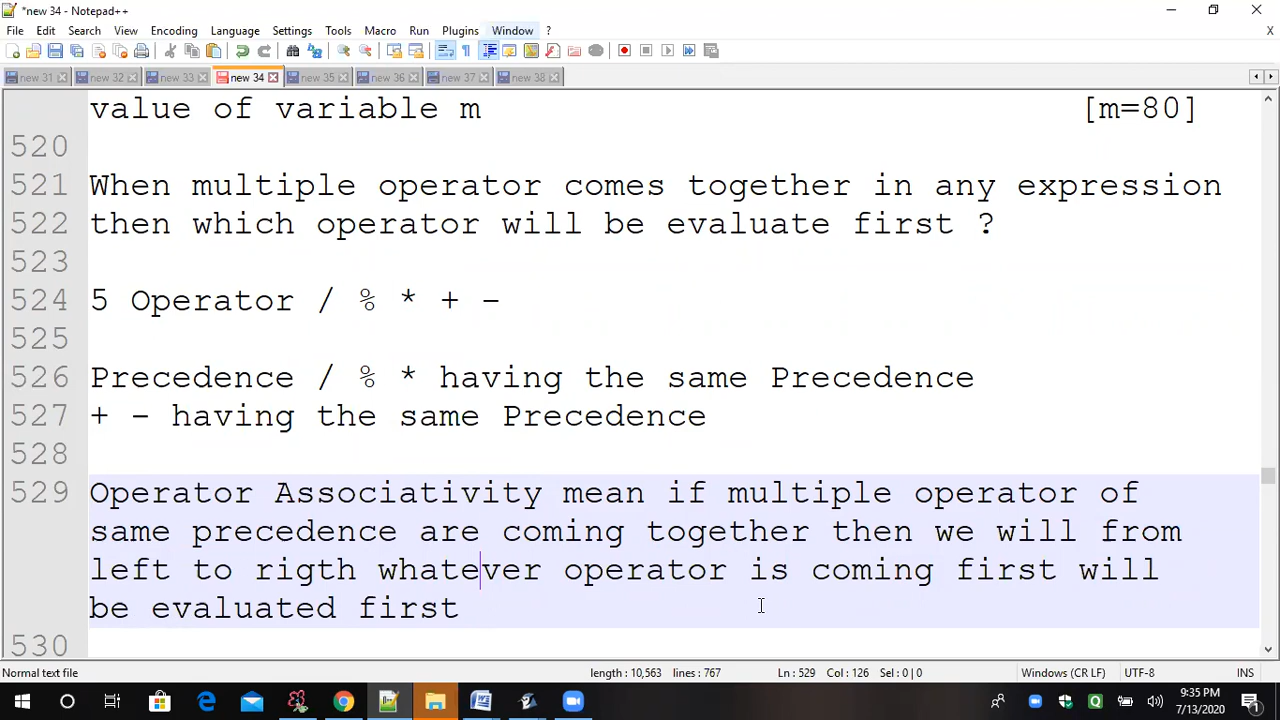 *new 34 - Notepad++
File Edit Search View Encoding Language Settings Tools Macro Run Plugins Window ?
X
new 31 new 32 new 33 new 34 new 35 new 36 new 37 new 38
value of variable m [m=80]
520
521 When multiple operator comes together in any expression
522 then which operator will be evaluate first ?
523
524 5 Operator / % * + -
525
526 Precedence / % * having the same Precedence
527 + - having the same Precedence
528
529 Operator Associativity mean if multiple operator of
same precedence are coming together then we will from
left to rigth whatever operator is coming first will
be evaluated first
530
Normal text file length : 10,563 lines : 767 Ln : 529 Col : 126 Sel : 0 | 0 Windows (CR LF) UTF-8 INS
9:35 PM
7/13/2020